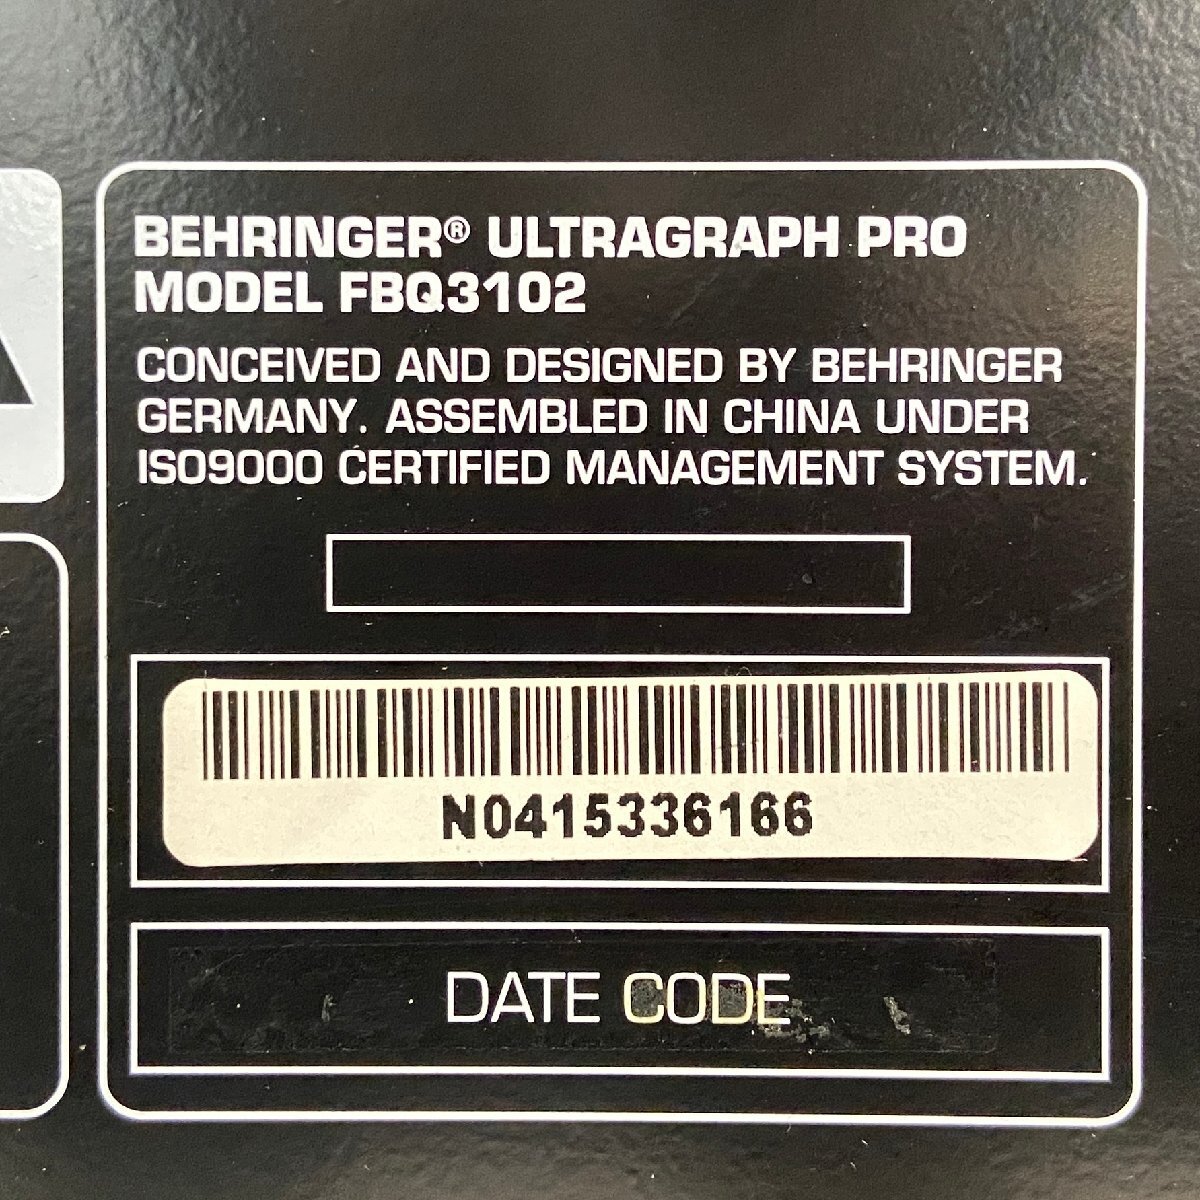 BEHRINGER® ULTRAGRAPH PRO
MODEL FBQ3102
CONCEIVED AND DESIGNED BY BEHRINGER
GERMANY. ASSEMBLED IN CHINA UNDER
ISO9000 CERTIFIED MANAGEMENT SYSTEM.
N0415336166
DATE CODE